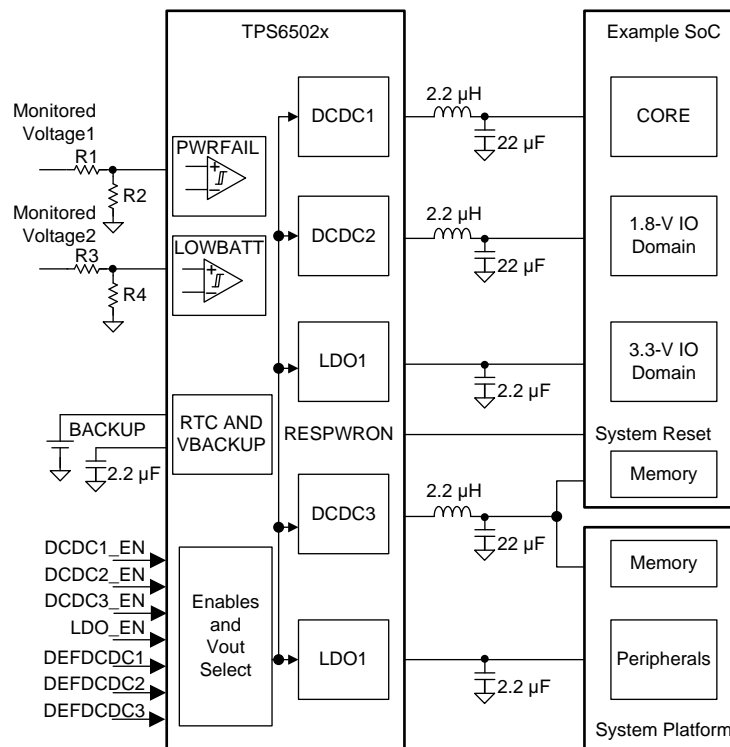 TPS6502x
Example SoC
Monitored
Voltage1
R1
R2
PWRFAIL
+
−
Monitored
Voltage2
R3
R4
LOWBATT
+
−
BACKUP
2.2 µF
RTC AND
VBACKUP
DCDC1_EN
DCDC2_EN
DCDC3_EN
LDO_EN
DEFDCDC1
DEFDCDC2
DEFDCDC3
Enables
and
Vout
Select
DCDC1
2.2 µH
22 µF
CORE
DCDC2
2.2 µH
22 µF
1.8-V IO
Domain
LDO1
2.2 µF
3.3-V IO
Domain
RESPWRON
System Reset
Memory
DCDC3
2.2 µH
22 µF
Memory
LDO1
2.2 µF
Peripherals
System Platform